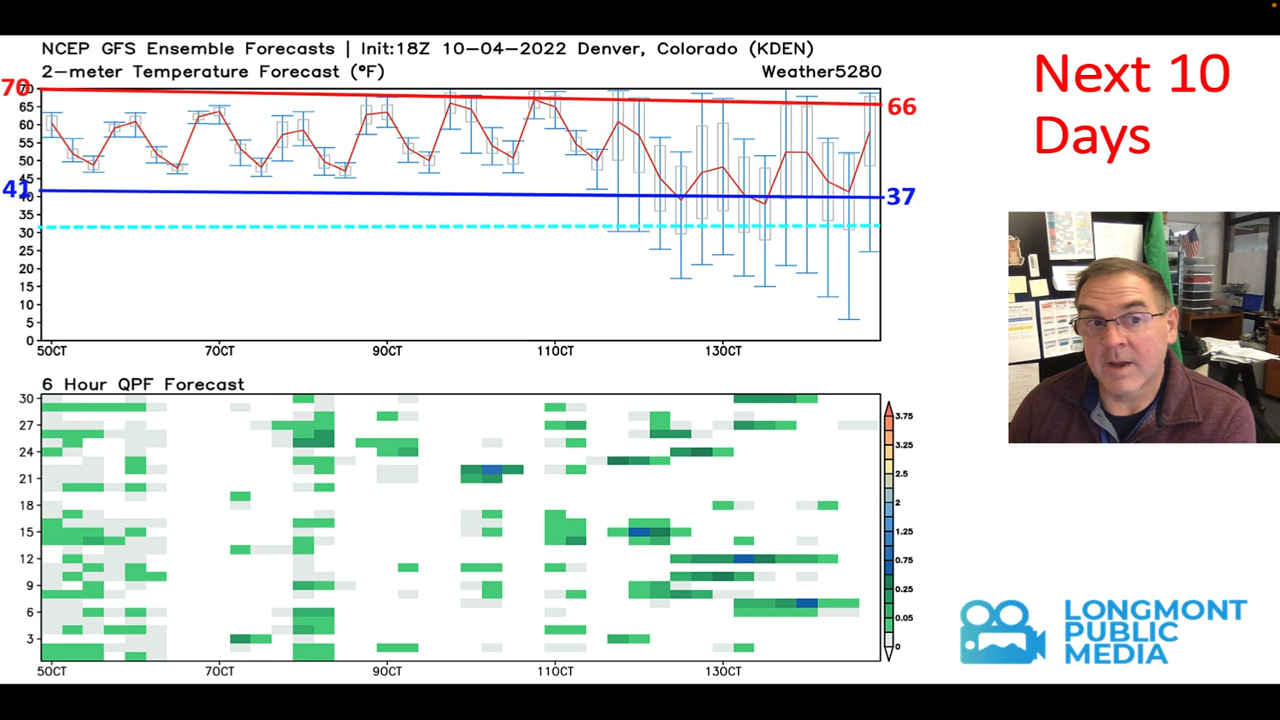 NCEP GFS Ensemble Forecasts | Init:18Z 10-04-2022 Denver, Colorado (KDEN)
2-meter Temperature Forecast (°F)
Weather5280
Next 10
Days
70
70
65
60
55
50
45
40
35
30
25
20
15
10
5
0
66
41
37
5OCT
7OCT
9OCT
11OCT
13OCT
6 Hour QPF Forecast
30
27
24
21
18
15
12
9
6
3
3.75
3.25
2.5
2
1.25
0.75
0.25
0.05
0
5OCT
7OCT
9OCT
11OCT
13OCT
LONGMONT
PUBLIC
MEDIA